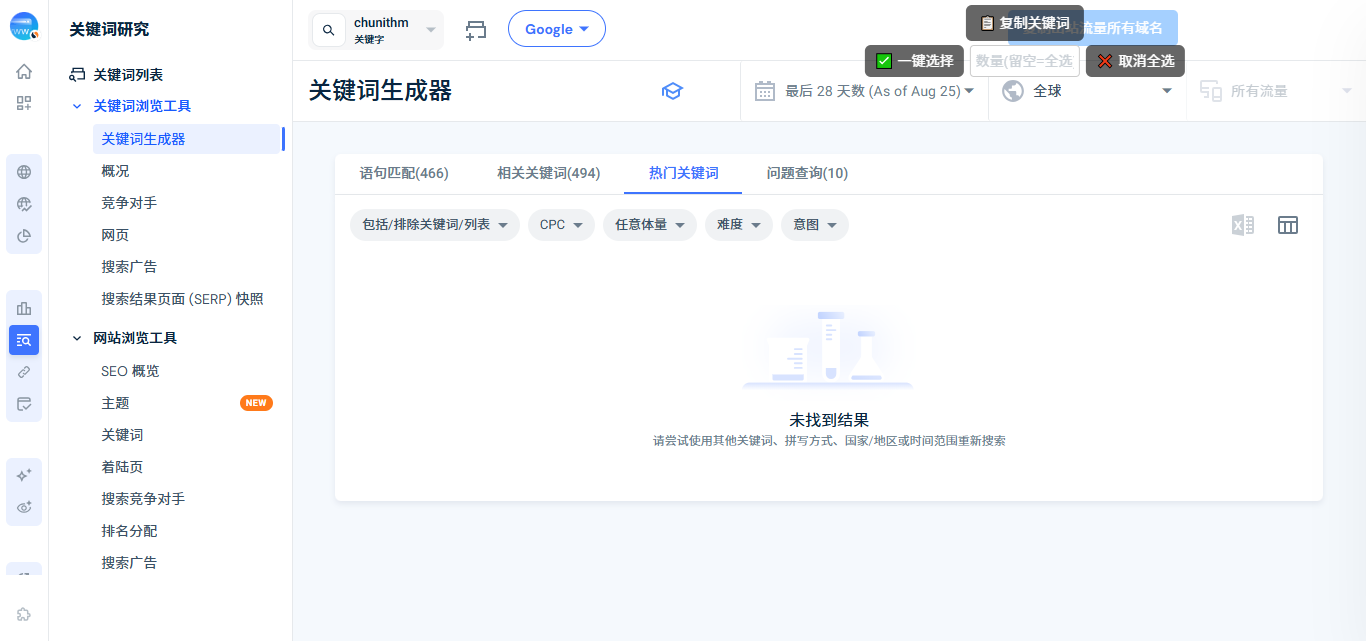 关键词研究
关键词列表
关键词浏览工具
关键词生成器
概况
竞争对手
网页
搜索广告
搜索结果页面 (SERP) 快照
网站浏览工具
SEO 概览
主题
NEW
关键词
着陆页
搜索竞争对手
排名分配
搜索广告
chunithm
关键字
Google
复制关键词
流量所有域名
一键选择
数量(留空=全选
取消全选
关键词生成器
最后 28 天数 (As of Aug 25)
全球
所有流量
语句匹配(466)
相关关键词(494)
热门关键词
问题查询(10)
包括/排除关键词/列表
CPC
任意体量
难度
意图
未找到结果
请尝试使用其他关键词、拼写方式、国家/地区或时间范围重新搜索